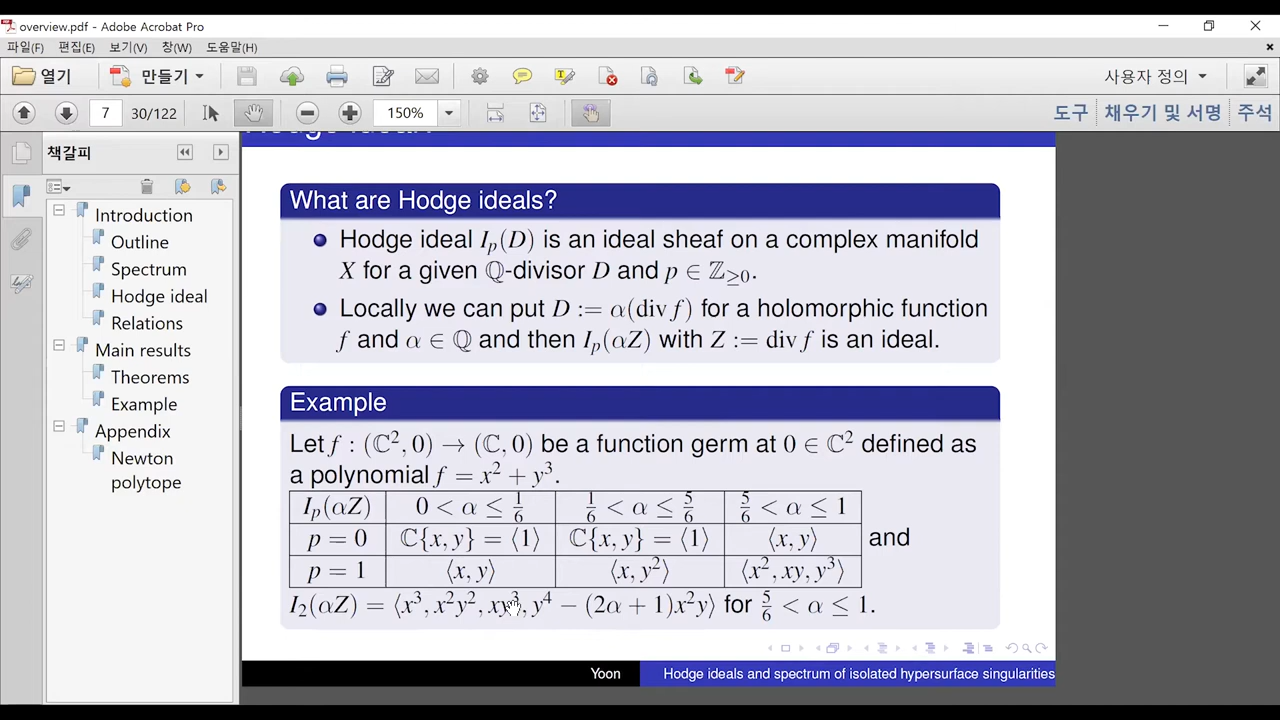 overview.pdf - Adobe Acrobat Pro
파일(F) 편집(E) 보기(V) 창(W) 도움말(H)
열기 만들기 사용자 정의
7 30/122 150% 도구 채우기 및 서명 주석
책갈피
Introduction
Outline
Spectrum
Hodge ideal
Relations
Main results
Theorems
Example
Appendix
Newton
polytope
What are Hodge ideals?
Hodge ideal I_p(D) is an ideal sheaf on a complex manifold
X for a given ℚ-divisor D and p ∈ ℤ_≥0.
Locally we can put D := α(div f) for a holomorphic function
f and α ∈ ℚ and then I_p(αZ) with Z := div f is an ideal.
Example
Let f : (ℂ², 0) → (ℂ, 0) be a function germ at 0 ∈ ℂ² defined as
a polynomial f = x² + y³.
I_p(αZ) 0 < α ≤ 1/6 1/6 < α ≤ 5/6 5/6 < α ≤ 1
p = 0 ℂ{x, y} = ⟨1⟩ ℂ{x, y} = ⟨1⟩ ⟨x, y⟩ and
p = 1 ⟨x, y⟩ ⟨x, y²⟩ ⟨x², xy, y³⟩
I₂(αZ) = ⟨x³, x²y², xy³, y⁴ − (2α + 1)x²y⟩ for 5/6 < α ≤ 1.
Yoon Hodge ideals and spectrum of isolated hypersurface singularities